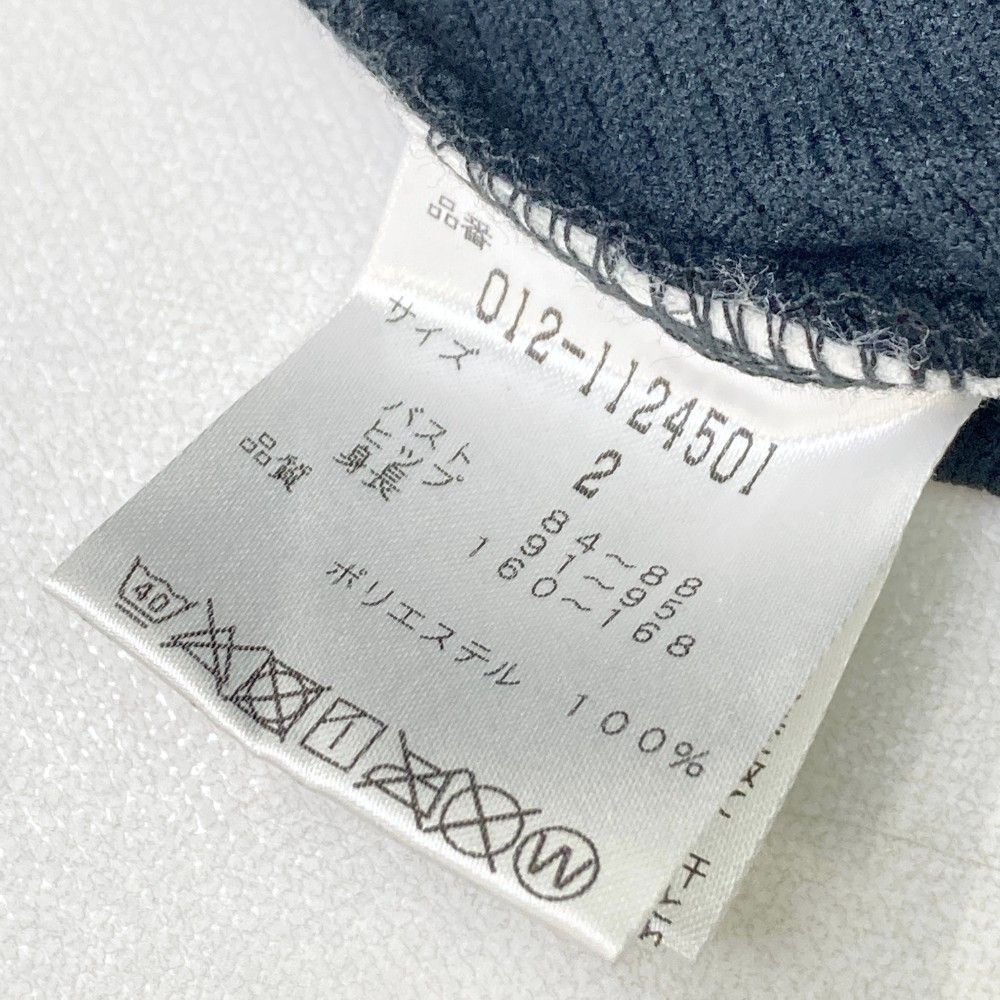 品番
012-1124501
サイズ 2
バスト 84〜88
ヒップ 91〜95
身長 160〜168
品質
ポリエステル 100%
40
W